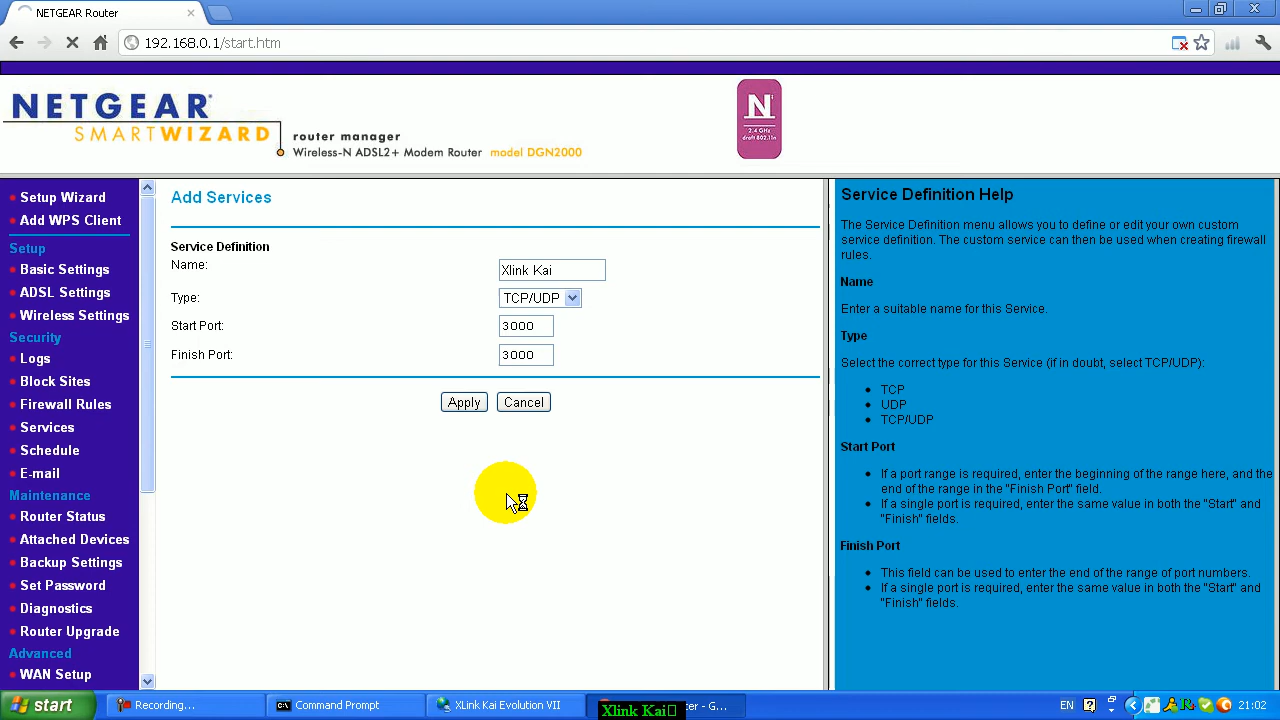 NETGEAR Router
192.168.0.1/start.htm
NETGEAR
SMARTWIZARD
router manager
Wireless-N ADSL2+ Modem Router model DGN2000
N
2.4 GHz
draft 802.11n
Setup Wizard
Add WPS Client
Setup
Basic Settings
ADSL Settings
Wireless Settings
Security
Logs
Block Sites
Firewall Rules
Services
Schedule
E-mail
Maintenance
Router Status
Attached Devices
Backup Settings
Set Password
Diagnostics
Router Upgrade
Advanced
WAN Setup
Add Services
Service Definition
Name: Xlink Kai
Type: TCP/UDP
Start Port: 3000
Finish Port: 3000
Apply Cancel
Service Definition Help
The Service Definition menu allows you to define or edit your own custom
service definition. The custom service can then be used when creating firewall
rules.
Name
Enter a suitable name for this Service.
Type
Select the correct type for this Service (if in doubt, select TCP/UDP):
TCP
UDP
TCP/UDP
Start Port
If a port range is required, enter the beginning of the range here, and the
end of the range in the "Finish Port" field.
If a single port is required, enter the same value in both the "Start" and
"Finish" fields.
Finish Port
This field can be used to enter the end of the range of port numbers.
If a single port is required, enter the same value in both the "Start" and
"Finish" fields.
start
Recording...
Command Prompt
XLink Kai Evolution VII
Xlink Kai
ter - G...
EN
21:02